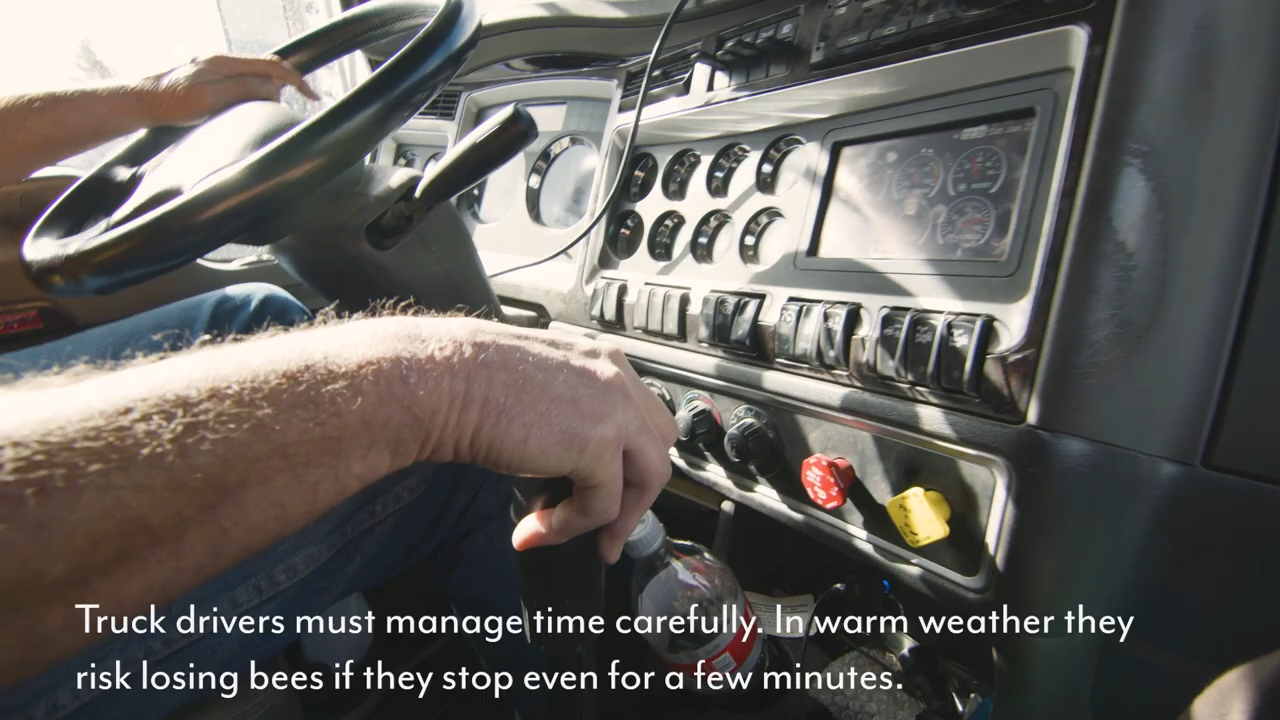 Truck drivers must manage time carefully. In warm weather they
risk losing bees if they stop even for a few minutes.